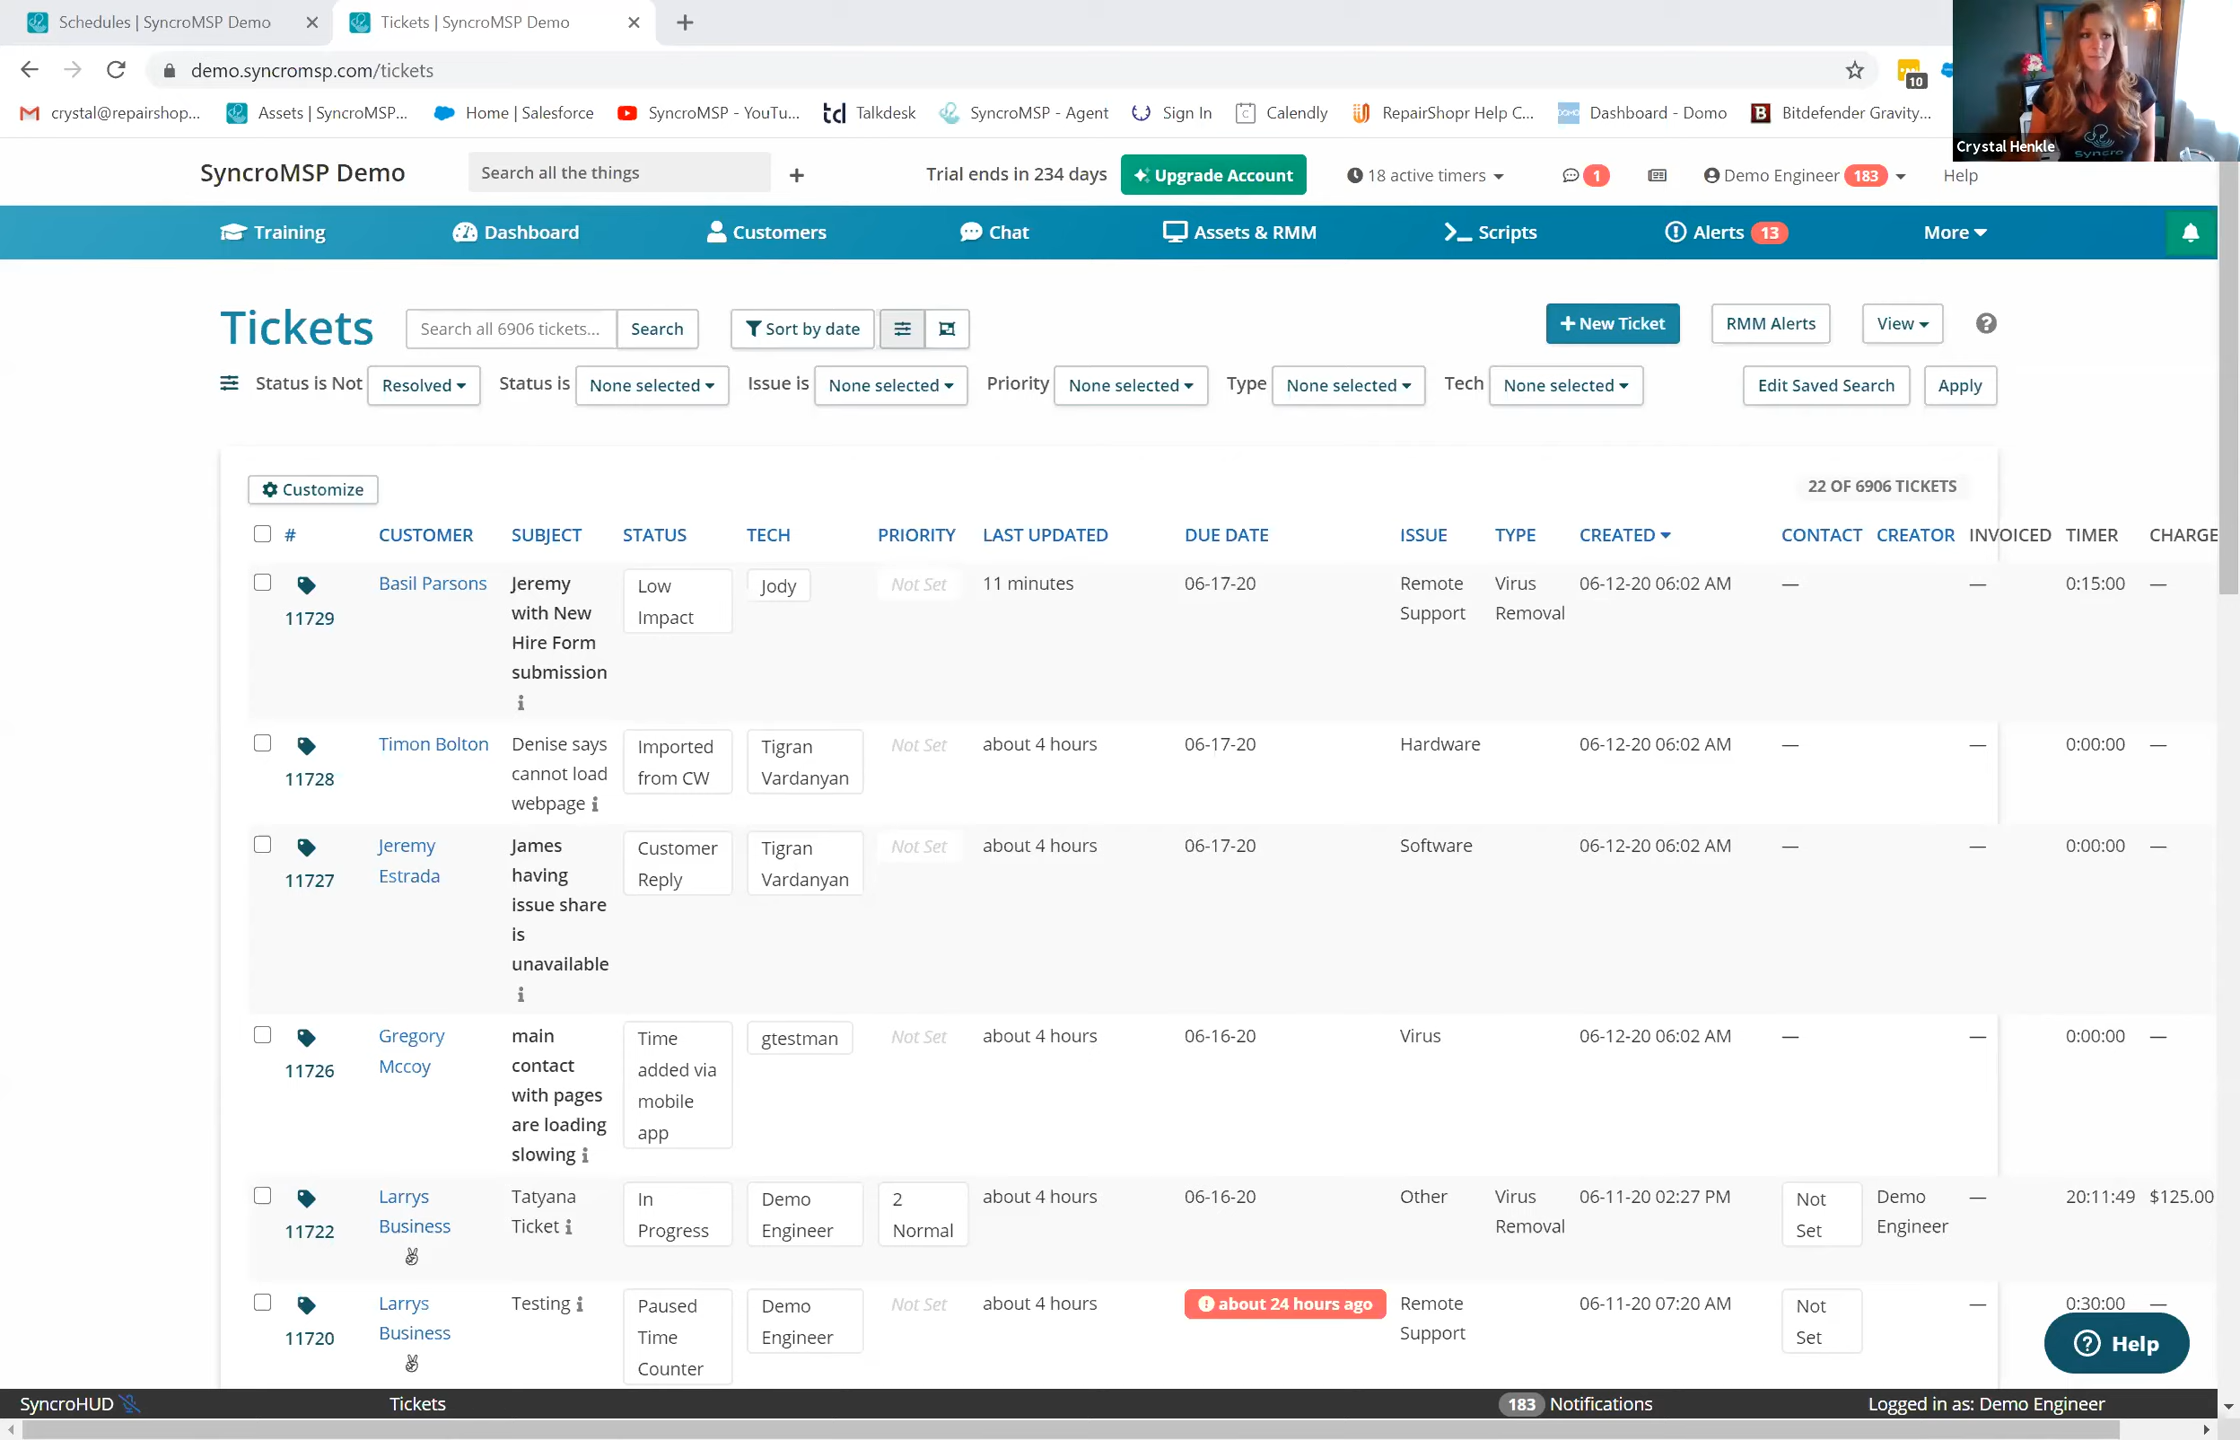 Schedules | SyncroMSP Demo
Tickets | SyncroMSP Demo
demo.syncromsp.com/tickets
10
crystal@repairshop...
Assets | SyncroMSP...
Home | Salesforce
SyncroMSP - YouTu...
td Talkdesk
SyncroMSP - Agent
Sign In
Calendly
RepairShopr Help C...
Dashboard - Domo
Bitdefender Gravity...
Crystal Henkle
SyncroMSP Demo
Search all the things
Trial ends in 234 days
Upgrade Account
18 active timers
1
Demo Engineer 183
Help
Training
Dashboard
Customers
Chat
Assets & RMM
Scripts
Alerts 13
More
Tickets
Search all 6906 tickets...
Search
Sort by date
+ New Ticket
RMM Alerts
View
Status is Not Resolved
Status is None selected
Issue is None selected
Priority None selected
Type None selected
Tech None selected
Edit Saved Search
Apply
Customize
22 OF 6906 TICKETS
# CUSTOMER SUBJECT STATUS TECH PRIORITY LAST UPDATED DUE DATE ISSUE TYPE CREATED CONTACT CREATOR INVOICED TIMER CHARGE
Basil Parsons Jeremy Low Jody Not Set 11 minutes 06-17-20 Remote Virus 06-12-20 06:02 AM — — 0:15:00 —
11729 with New Impact Support Removal
Hire Form
submission
Timon Bolton Denise says Imported Tigran Not Set about 4 hours 06-17-20 Hardware 06-12-20 06:02 AM — — 0:00:00 —
11728 cannot load from CW Vardanyan
webpage
Jeremy James Customer Tigran Not Set about 4 hours 06-17-20 Software 06-12-20 06:02 AM — — 0:00:00 —
11727 Estrada having Reply Vardanyan
issue share
is
unavailable
Gregory main Time gtestman Not Set about 4 hours 06-16-20 Virus 06-12-20 06:02 AM — — 0:00:00 —
11726 Mccoy contact added via
with pages mobile
are loading app
slowing
Larrys Tatyana In Demo 2 about 4 hours 06-16-20 Other Virus 06-11-20 02:27 PM Not Demo — 20:11:49 $125.00
11722 Business Ticket Progress Engineer Normal Removal Set Engineer
Larrys Testing Paused Demo Not Set about 4 hours about 24 hours ago Remote 06-11-20 07:20 AM Not — 0:30:00 —
11720 Business Time Engineer Support Set
Counter
Help
SyncroHUD
Tickets
183 Notifications
Logged in as: Demo Engineer